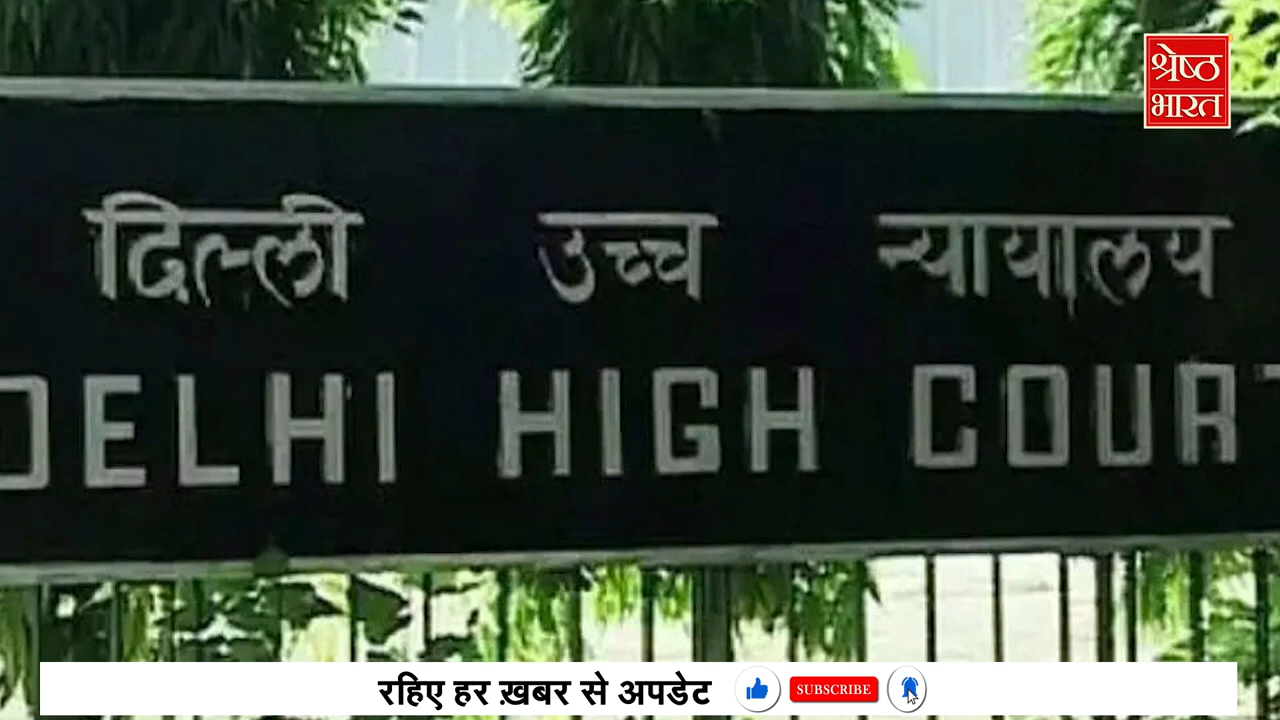 श्रेष्ठ
भारत
दिल्ली उच्च न्यायालय
DELHI HIGH COURT
रहिए हर ख़बर से अपडेट
SUBSCRIBE